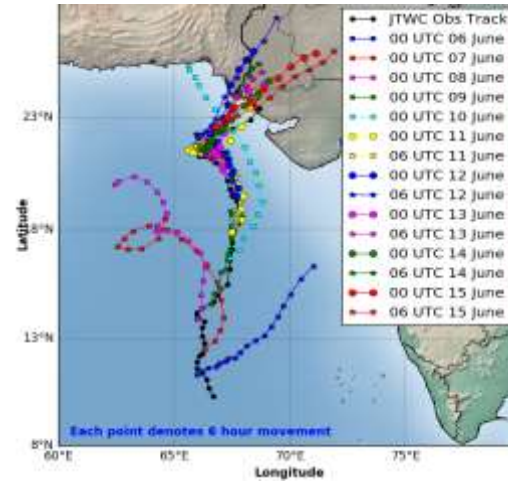 JTWC Obs Track
00 UTC 06 June
00 UTC 07 June
00 UTC 08 June
00 UTC 09 June
00 UTC 10 June
00 UTC 11 June
06 UTC 11 June
00 UTC 12 June
06 UTC 12 June
00 UTC 13 June
06 UTC 13 June
00 UTC 14 June
06 UTC 14 June
00 UTC 15 June
06 UTC 15 June
23°N
18°N
13°N
8°N
Latitude
Each point denotes 6 hour movement
60°E
65°E
70°E
75°E
Longitude